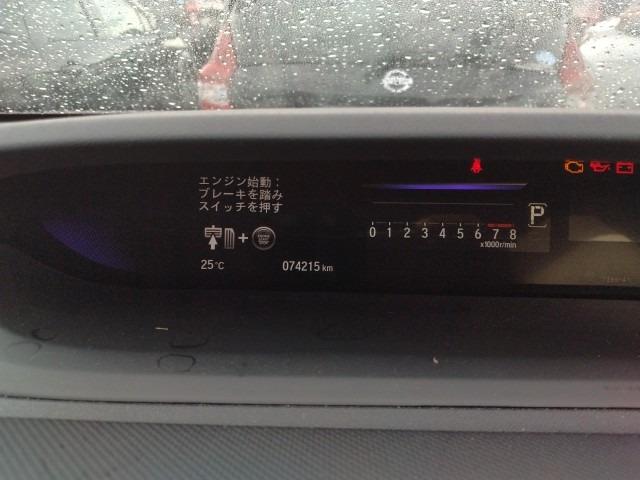 エンジン始動：
ブレーキを踏み
スイッチを押す
+
P
0 1 2 3 4 5 6 7 8
x1000r/min
25℃ 074215 km